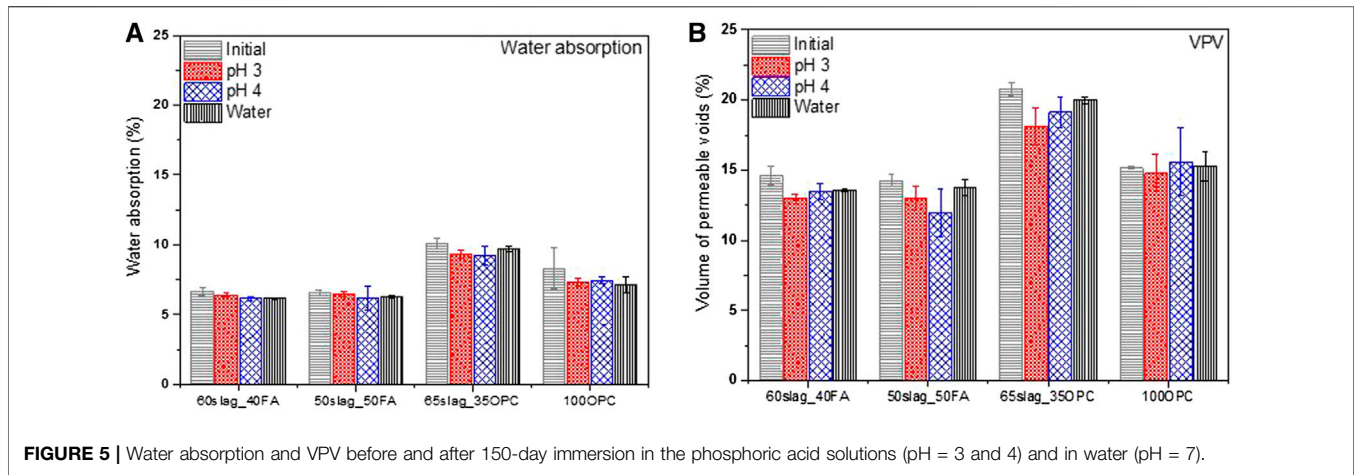 A
Water absorption
Initial
pH 3
pH 4
Water
25
20
15
10
5
0
Water absorption (%)
60slag_40FA
50slag_50FA
65slag_35OPC
100OPC
B
VPV
Initial
pH 3
pH 4
Water
25
20
15
10
5
0
Volume of permeable voids (%)
60slag_40FA
50slag_50FA
65slag_35OPC
100OPC
FIGURE 5 | Water absorption and VPV before and after 150-day immersion in the phosphoric acid solutions (pH = 3 and 4) and in water (pH = 7).